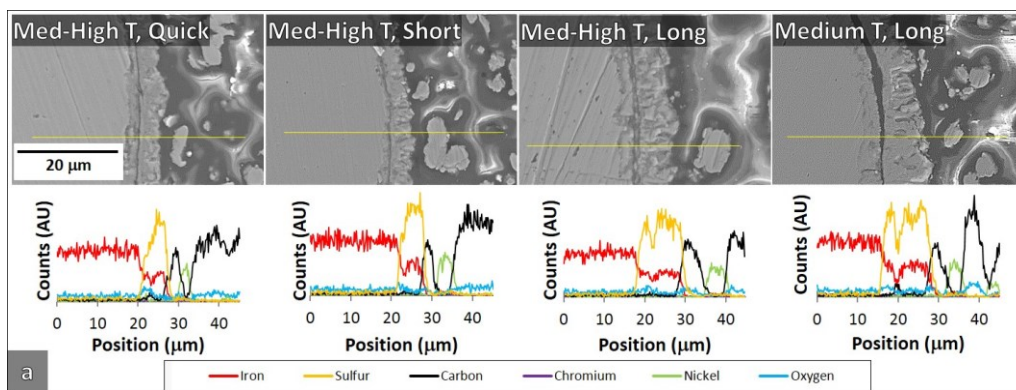 Med-High T, Quick
Med-High T, Short
Med-High T, Long
Medium T, Long
20 μm
Counts (AU)
0 10 20 30 40
Position (μm)
Counts (AU)
0 10 20 30 40
Position (μm)
Counts (AU)
0 10 20 30 40
Position (μm)
Counts (AU)
0 10 20 30 40
Position (μm)
a
Iron Sulfur Carbon Chromium Nickel Oxygen